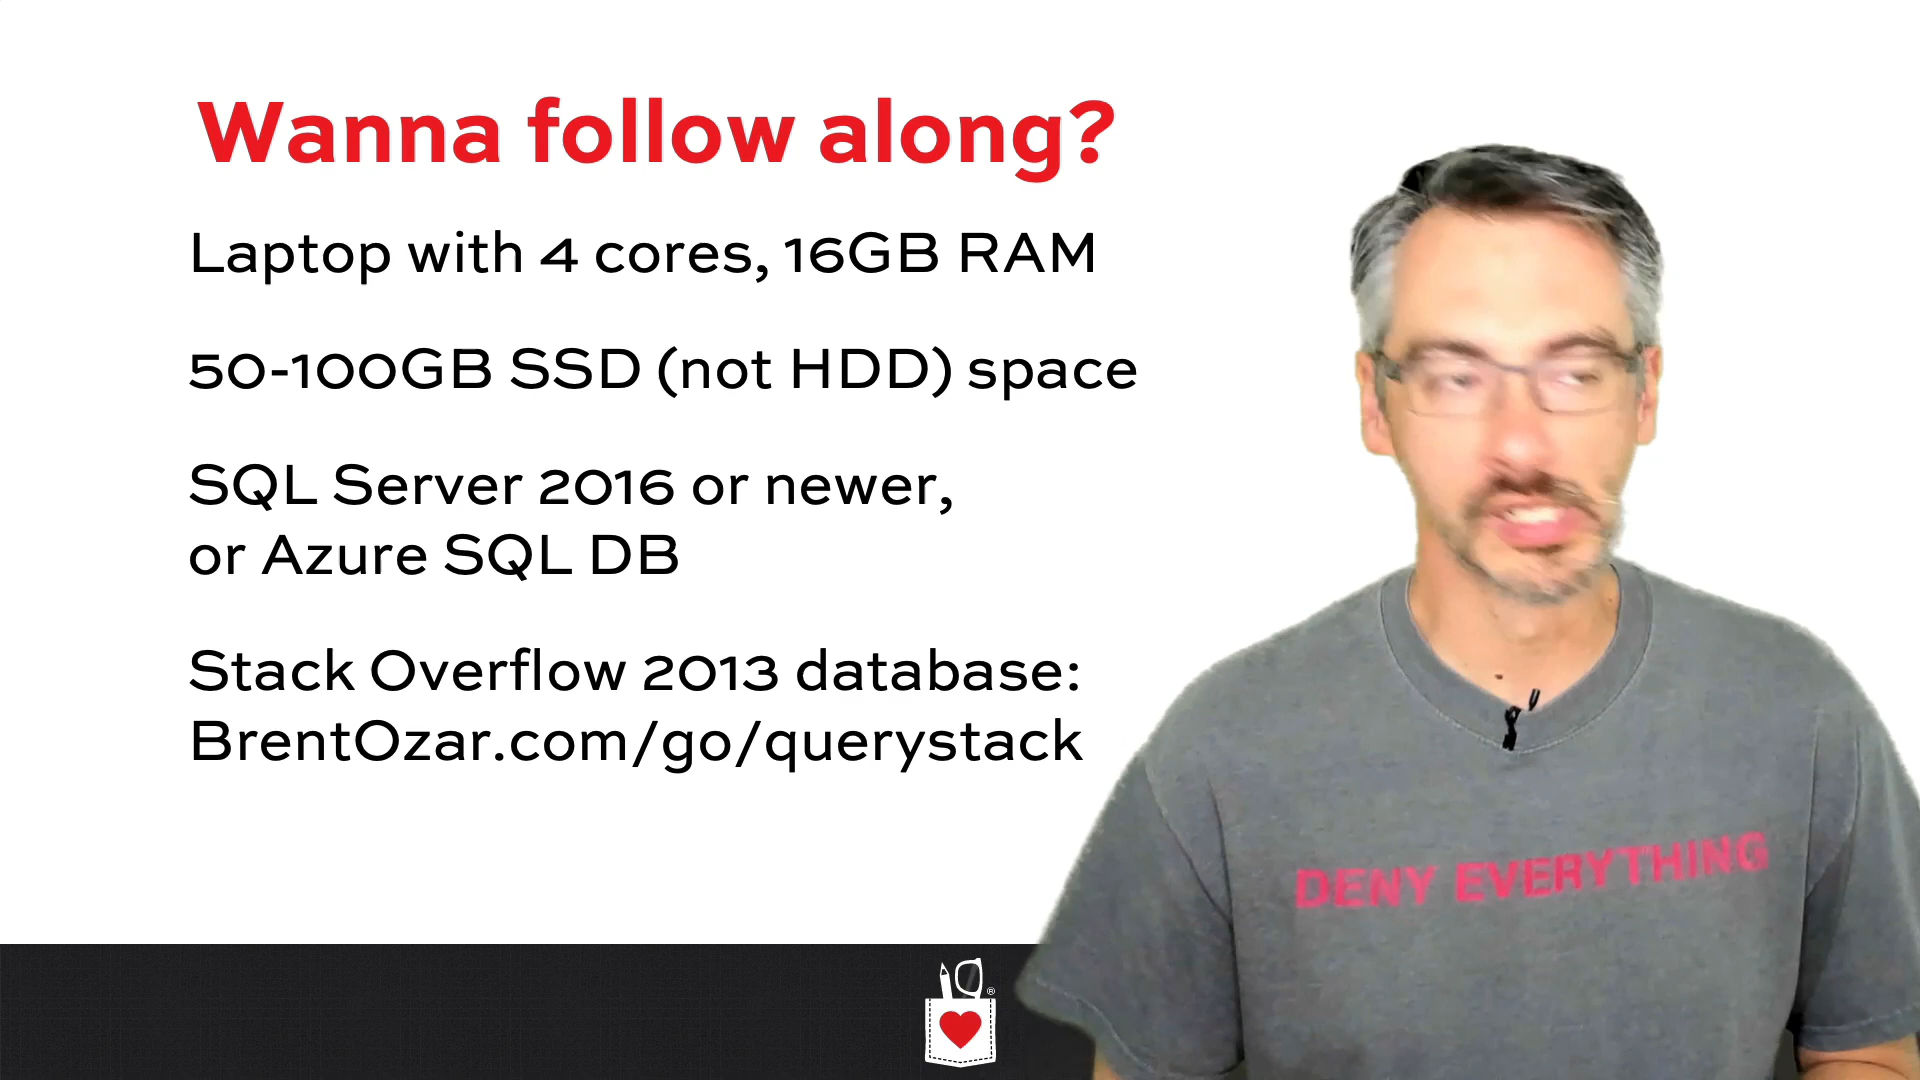 Wanna follow along?
Laptop with 4 cores, 16GB RAM
50-100GB SSD (not HDD) space
SQL Server 2016 or newer,
or Azure SQL DB
Stack Overflow 2013 database:
BrentOzar.com/go/querystack
DENY EVERYTHING
®